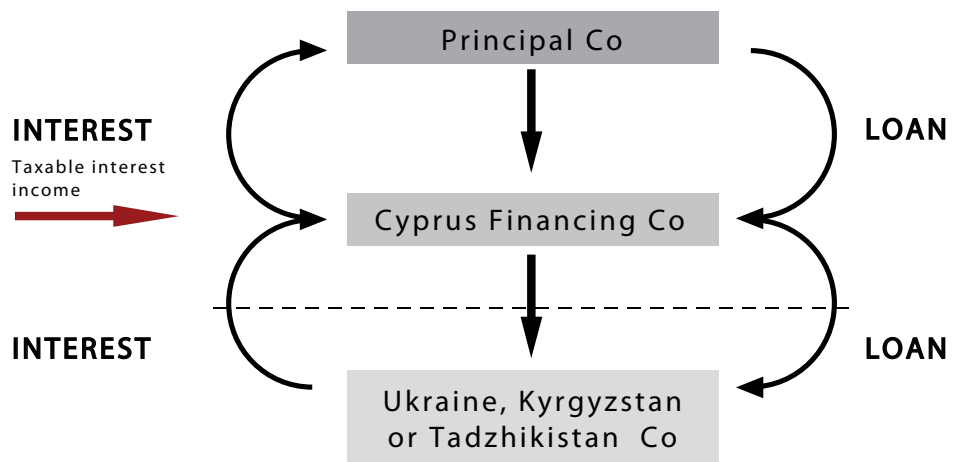 Principal Co
INTEREST
LOAN
Taxable interest
income
Cyprus Financing Co
INTEREST
LOAN
Ukraine, Kyrgyzstan
or Tadzhikistan Co